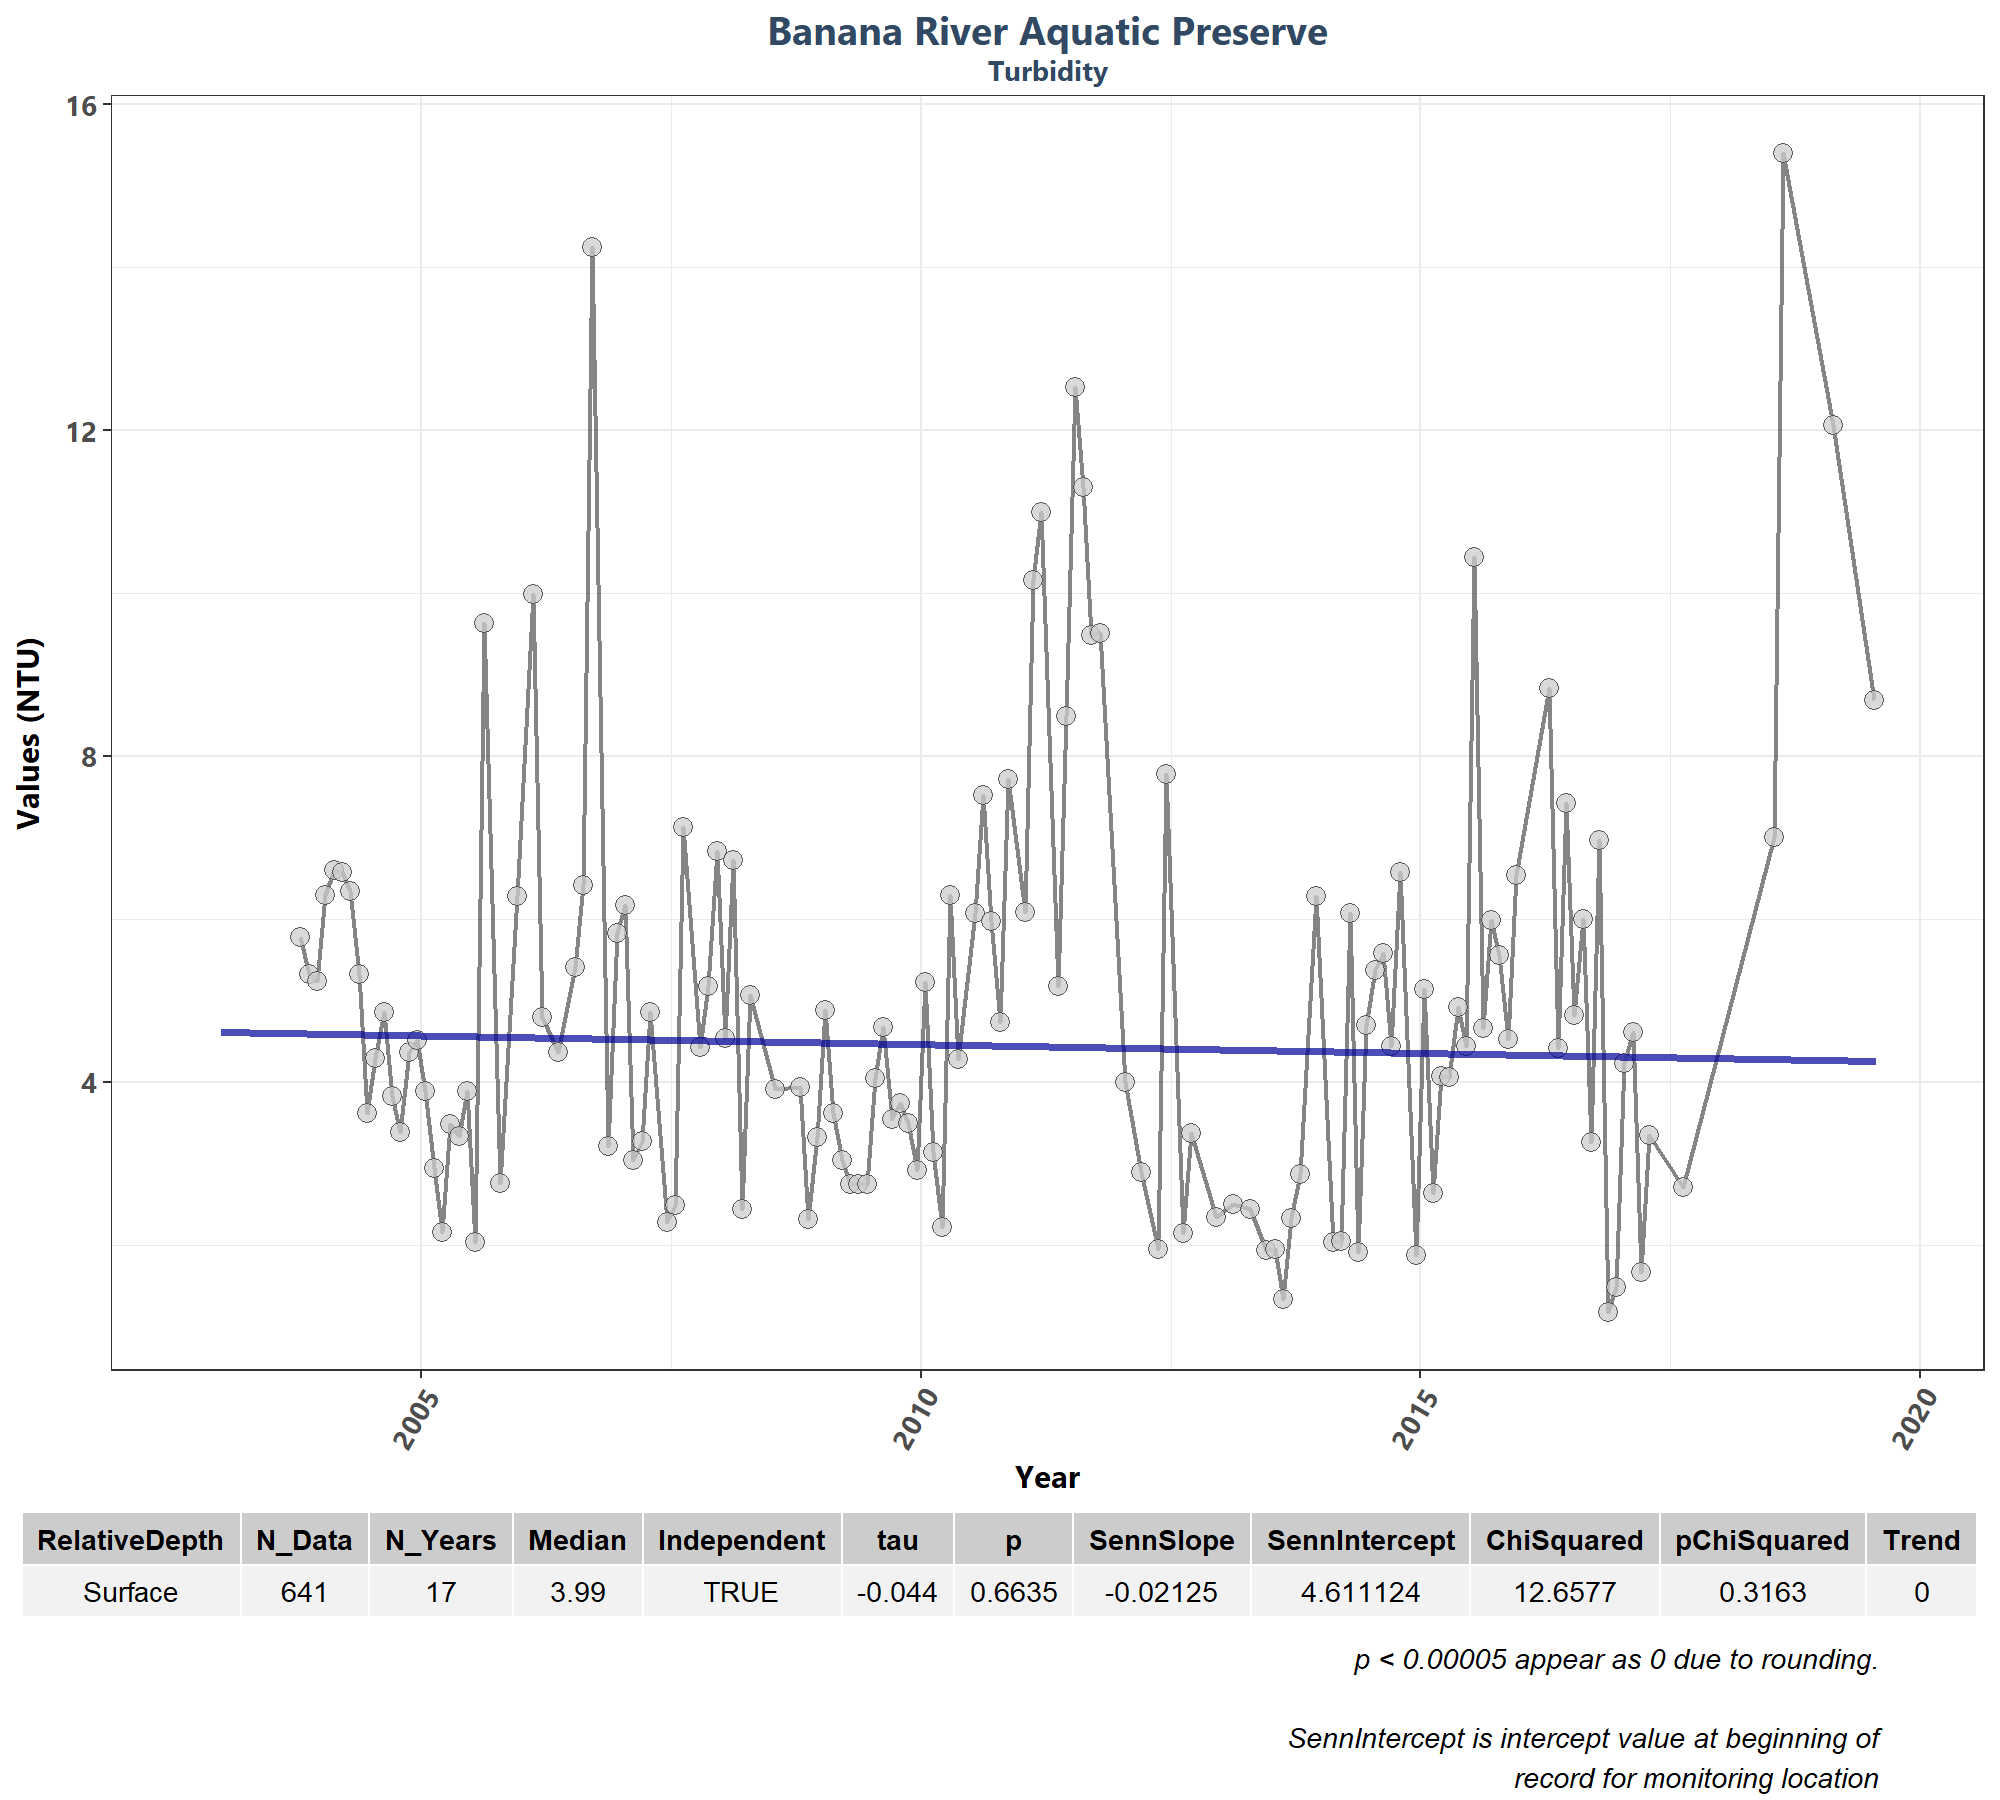 Banana River Aquatic Preserve
Turbidity
16
12
8
4
Values (NTU)
2005 2010 2015 2020
Year
RelativeDepth N_Data N_Years Median Independent tau p SennSlope SennIntercept ChiSquared pChiSquared Trend
Surface 641 17 3.99 TRUE -0.044 0.6635 -0.02125 4.611124 12.6577 0.3163 0
p < 0.00005 appear as 0 due to rounding.
SennIntercept is intercept value at beginning of
record for monitoring location